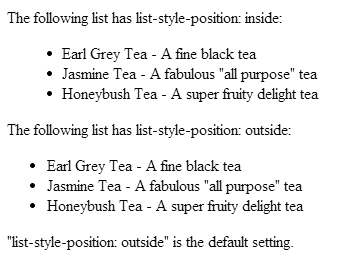 The following list has list-style-position: inside:
• Earl Grey Tea - A fine black tea
• Jasmine Tea - A fabulous "all purpose" tea
• Honeybush Tea - A super fruity delight tea
The following list has list-style-position: outside:
• Earl Grey Tea - A fine black tea
• Jasmine Tea - A fabulous "all purpose" tea
• Honeybush Tea - A super fruity delight tea
"list-style-position: outside" is the default setting.